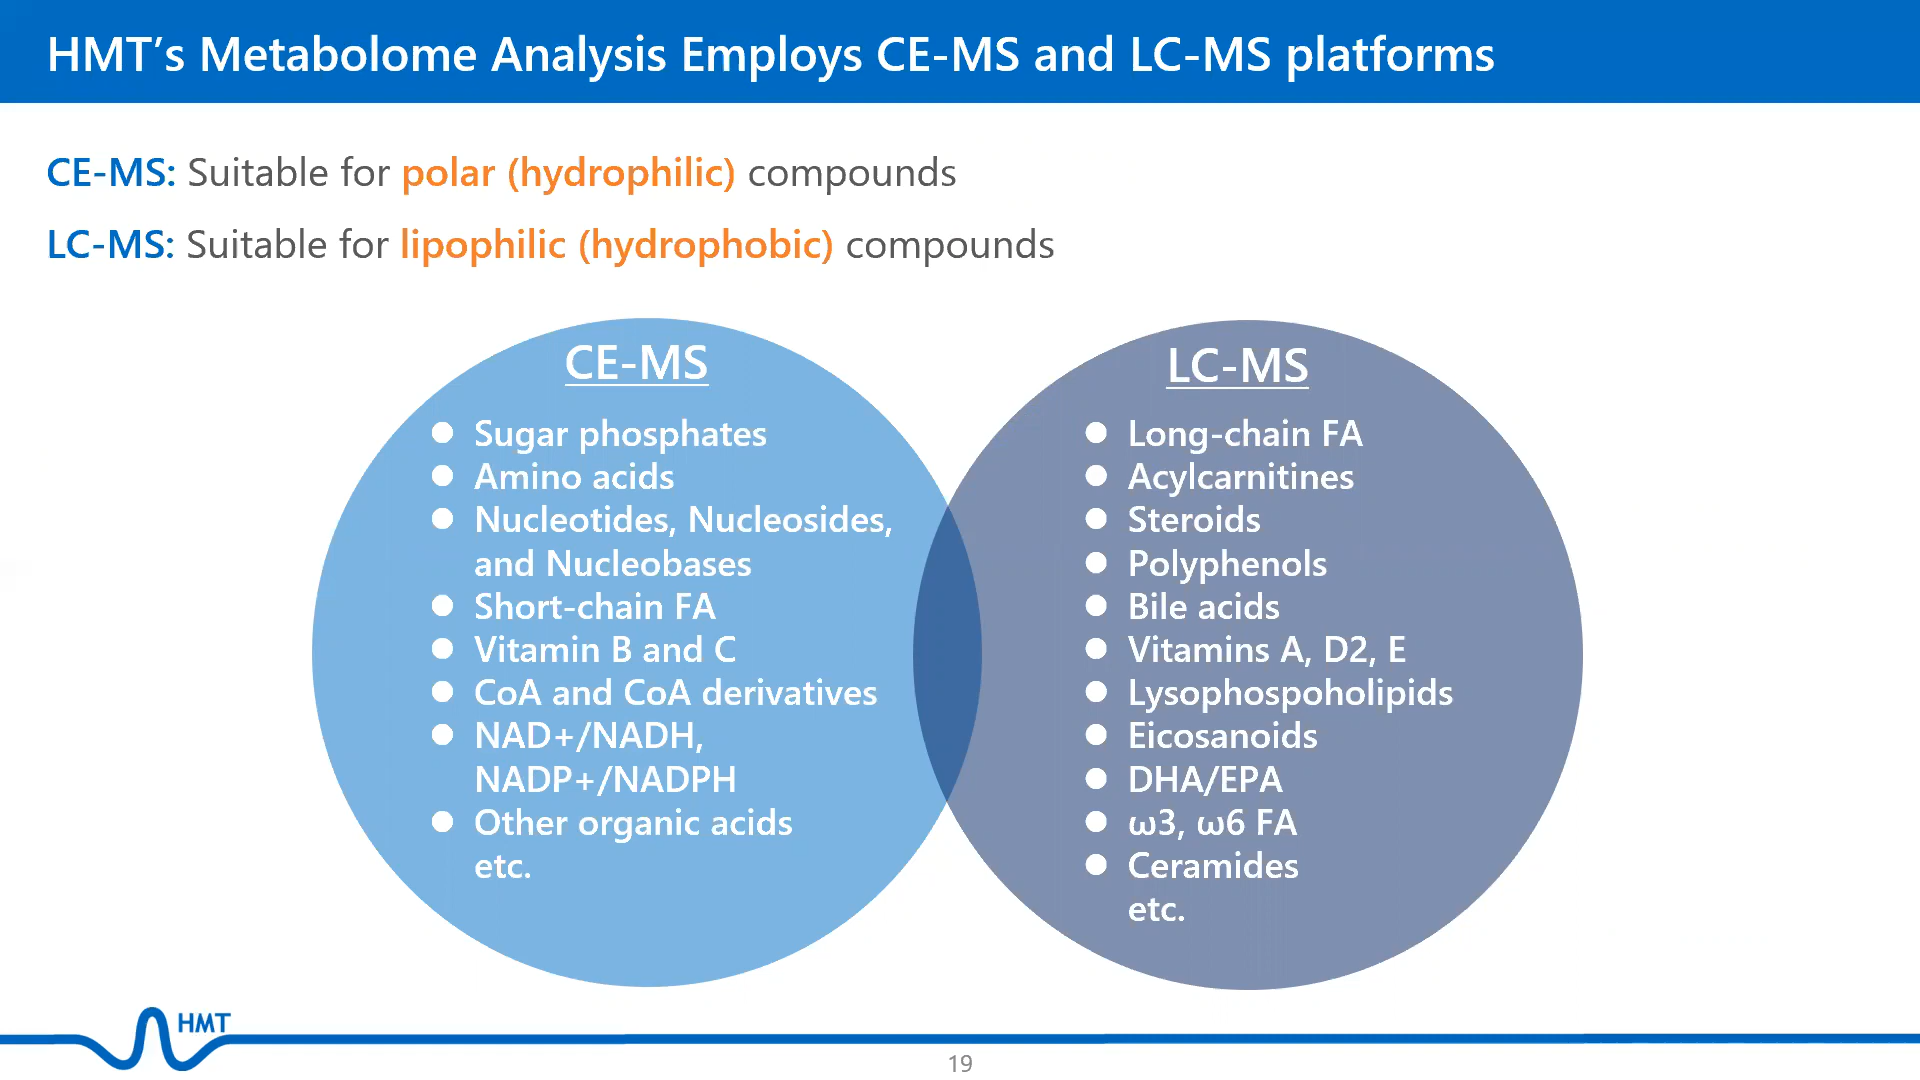 HMT’s Metabolome Analysis Employs CE-MS and LC-MS platforms
CE-MS: Suitable for polar (hydrophilic) compounds
LC-MS: Suitable for lipophilic (hydrophobic) compounds
CE-MS
● Sugar phosphates
● Amino acids
● Nucleotides, Nucleosides,
and Nucleobases
● Short-chain FA
● Vitamin B and C
● CoA and CoA derivatives
● NAD+/NADH,
NADP+/NADPH
● Other organic acids
etc.
LC-MS
● Long-chain FA
● Acylcarnitines
● Steroids
● Polyphenols
● Bile acids
● Vitamins A, D2, E
● Lysophospoholipids
● Eicosanoids
● DHA/EPA
● ω3, ω6 FA
● Ceramides
etc.
HMT
19